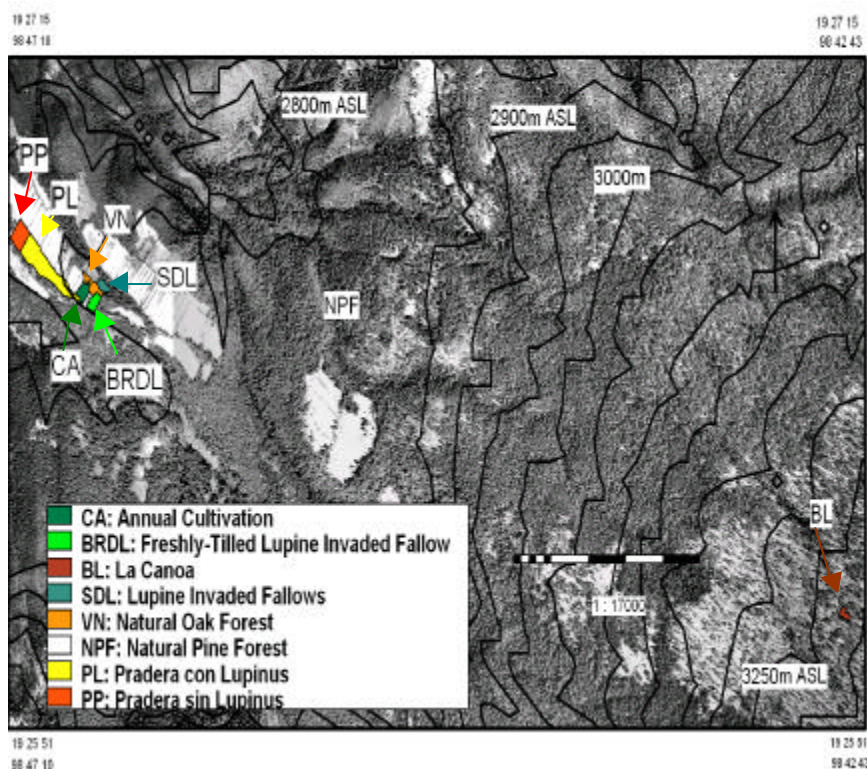 19 27 15
98 47 10
19 27 15
98 42 43
2800m ASL
2900m ASL
PP
3000m
PL
VN
SDL
NPF
CA
BRDL
CA: Annual Cultivation
BRDL: Freshly-Tilled Lupine Invaded Fallow
BL: La Canoa
SDL: Lupine Invaded Fallows
VN: Natural Oak Forest
NPF: Natural Pine Forest
PL: Pradera con Lupinus
PP: Pradera sin Lupinus
BL
1 : 17000
3250m ASL
19 25 51
98 47 10
19 25 51
98 42 43